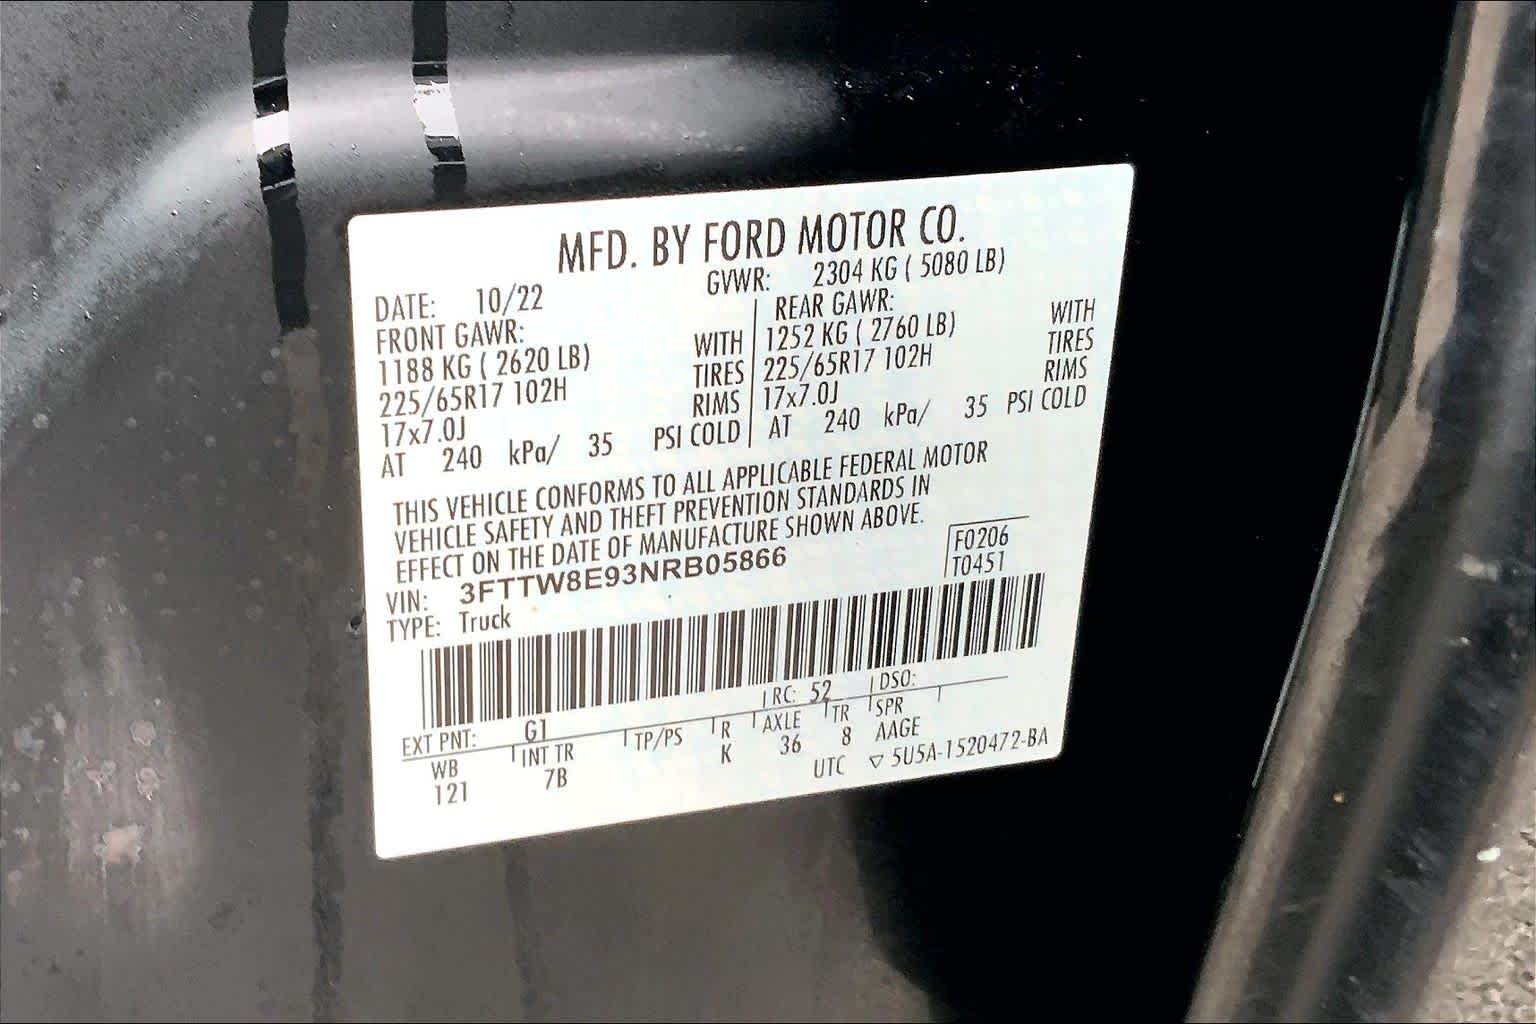 MFD. BY FORD MOTOR CO.
DATE: 10/22 GVWR: 2304 KG ( 5080 LB)
FRONT GAWR: REAR GAWR:
1188 KG ( 2620 LB) WITH 1252 KG ( 2760 LB) WITH
225/65R17 102H TIRES 225/65R17 102H TIRES
17x7.0J RIMS 17x7.0J RIMS
AT 240 kPa/ 35 PSI COLD AT 240 kPa/ 35 PSI COLD
THIS VEHICLE CONFORMS TO ALL APPLICABLE FEDERAL MOTOR
VEHICLE SAFETY AND THEFT PREVENTION STANDARDS IN
EFFECT ON THE DATE OF MANUFACTURE SHOWN ABOVE.
VIN: 3FTTW8E93NRB05866 F0206
TYPE: Truck T0451
EXT PNT: G1 RC: 52 DSO:
WB INT TR TP/PS R AXLE TR SPR
121 7B K 36 8 AAGE
UTC ▽ 5U5A-1520472-BA